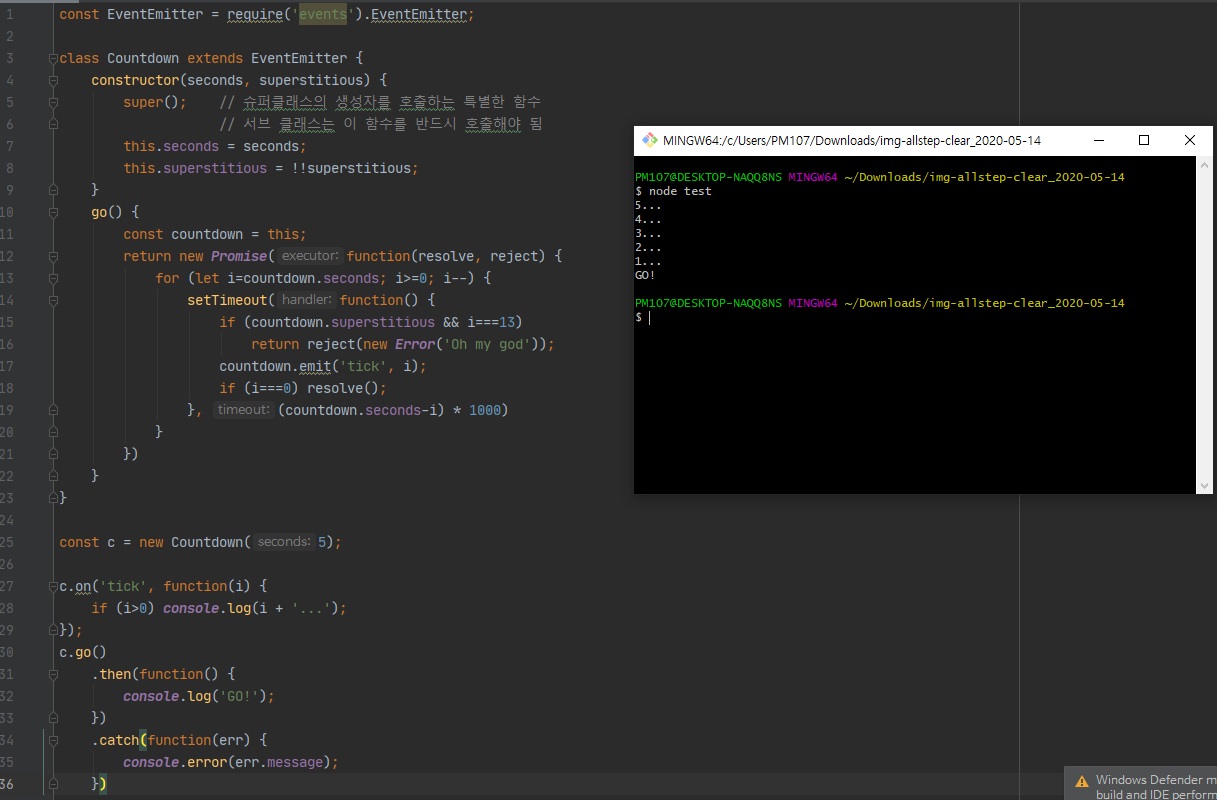 1 const EventEmitter = require('events').EventEmitter;
2
3 class Countdown extends EventEmitter {
4 constructor(seconds, superstitious) {
5 super(); // 슈퍼클래스의 생성자를 호출하는 특별한 함수
6 // 서브 클래스는 이 함수를 반드시 호출해야 됨
7 this.seconds = seconds;
8 this.superstitious = !!superstitious;
9 }
10 go() {
11 const countdown = this;
12 return new Promise( executor: function(resolve, reject) {
13 for (let i=countdown.seconds; i>=0; i--) {
14 setTimeout( handler: function() {
15 if (countdown.superstitious && i===13)
16 return reject(new Error('Oh my god'));
17 countdown.emit('tick', i);
18 if (i===0) resolve();
19 }, timeout: (countdown.seconds-i) * 1000)
20 }
21 })
22 }
23 }
24
25 const c = new Countdown( seconds: 5);
26
27 c.on('tick', function(i) {
28 if (i>0) console.log(i + '...');
29 });
30 c.go()
31 .then(function() {
32 console.log('GO!');
33 })
34 .catch(function(err) {
35 console.error(err.message);
36 })
MINGW64:/c/Users/PM107/Downloads/img-allstep-clear_2020-05-14
PM107@DESKTOP-NAQQ8NS MINGW64 ~/Downloads/img-allstep-clear_2020-05-14
$ node test
5...
4...
3...
2...
1...
GO!
PM107@DESKTOP-NAQQ8NS MINGW64 ~/Downloads/img-allstep-clear_2020-05-14
$
Windows Defender m
build and IDE perform